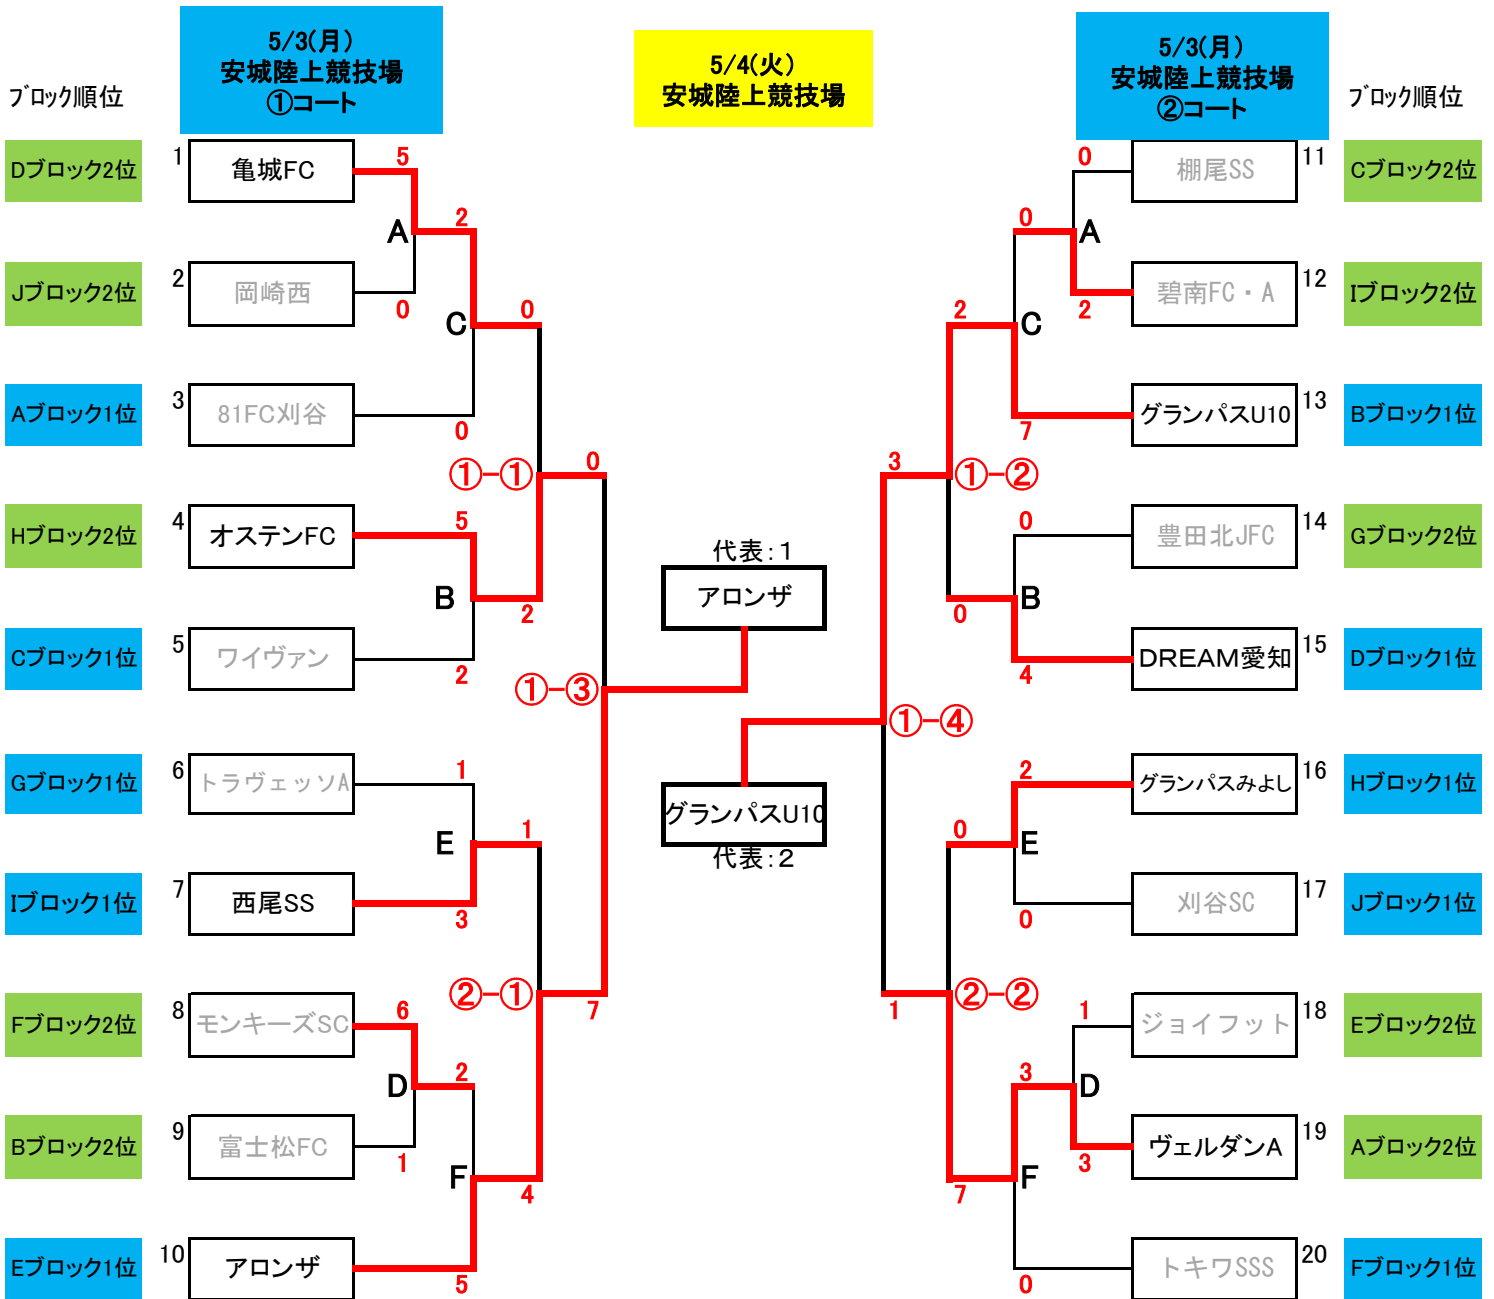 5/3(月)
安城陸上競技場
①コート
5/4(火)
安城陸上競技場
5/3(月)
安城陸上競技場
②コート
ブロック順位
ブロック順位
Dブロック2位
1
亀城FC
5
A
2
Jブロック2位
2
岡崎西
0
C
0
Aブロック1位
3
81FC刈谷
0
①-①
0
Hブロック2位
4
オステンFC
5
B
2
Cブロック1位
5
ワイヴァン
2
①-③
Gブロック1位
6
トラヴェッソA
1
E
1
Iブロック1位
7
西尾SS
3
②-①
7
Fブロック2位
8
モンキーズSC
6
D
2
Bブロック2位
9
富士松FC
1
F
4
Eブロック1位
10
アロンザ
5
代表:1
アロンザ
グランパスU10
代表:2
0
棚尾SS
11
Cブロック2位
0
A
2
碧南FC・A
12
Iブロック2位
2
C
7
グランパスU10
13
Bブロック1位
3
①-②
0
豊田北JFC
14
Gブロック2位
0
B
4
DREAM愛知
15
Dブロック1位
①-④
2
グランパスみよし
16
Hブロック1位
0
E
0
刈谷SC
17
Jブロック1位
1
②-②
1
ジョイフット
18
Eブロック2位
3
D
3
ヴェルダンA
19
Aブロック2位
7
F
0
トキワSSS
20
Fブロック1位